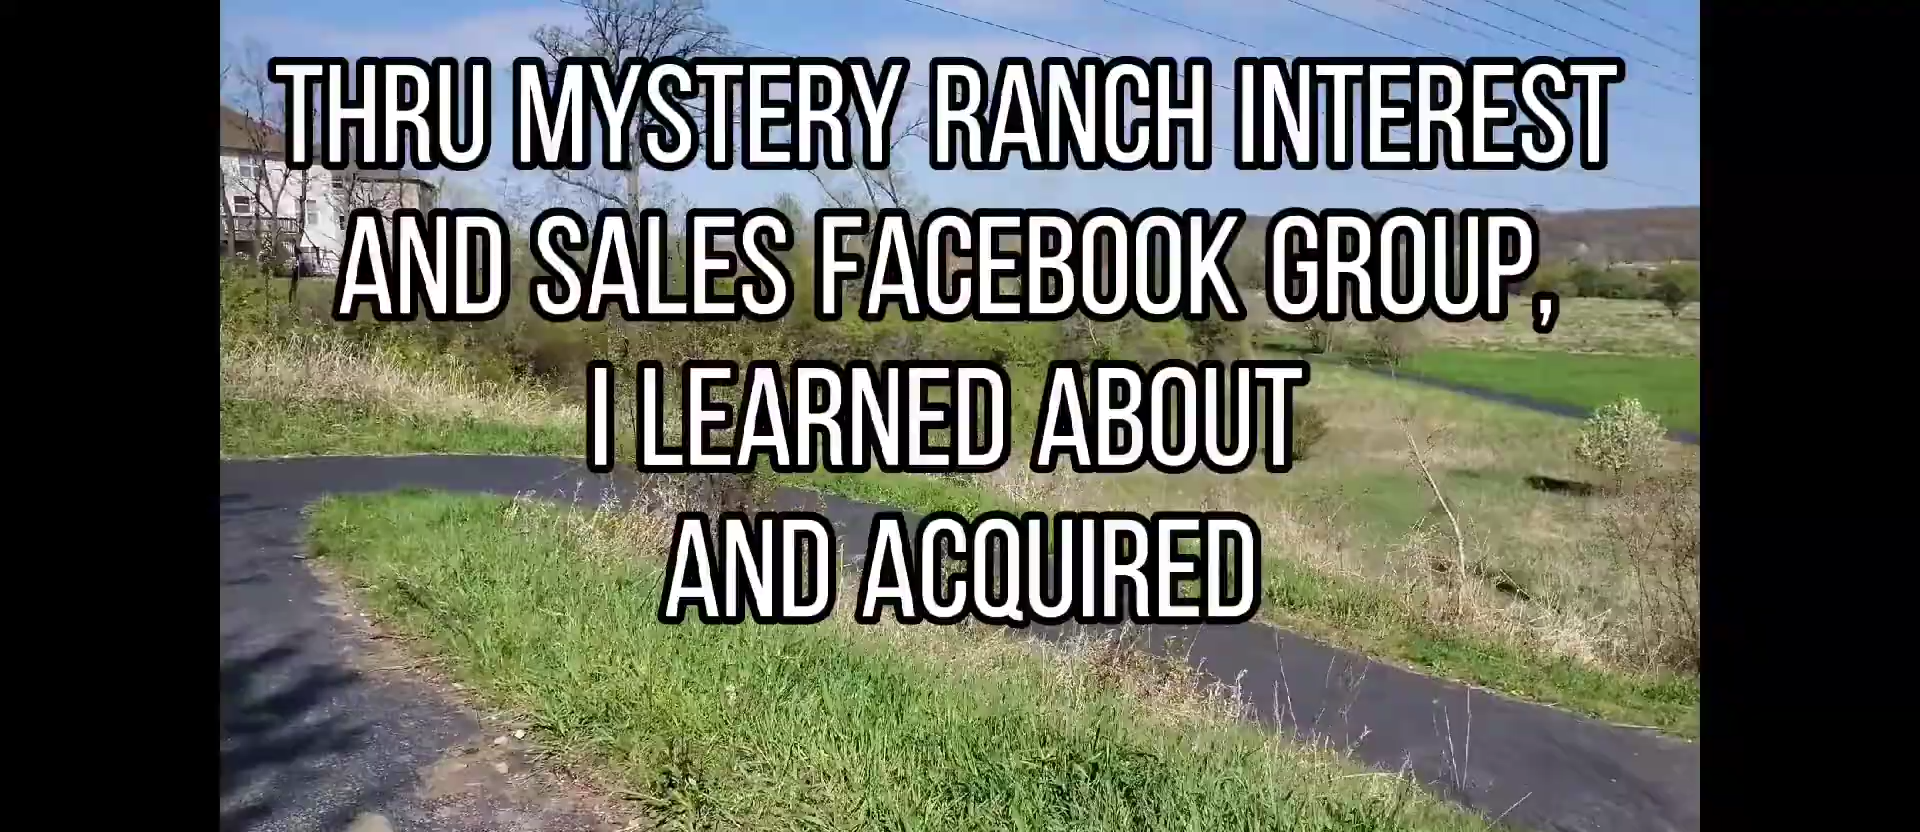 THRU MYSTERY RANCH INTEREST
AND SALES FACEBOOK GROUP,
I LEARNED ABOUT
AND ACQUIRED